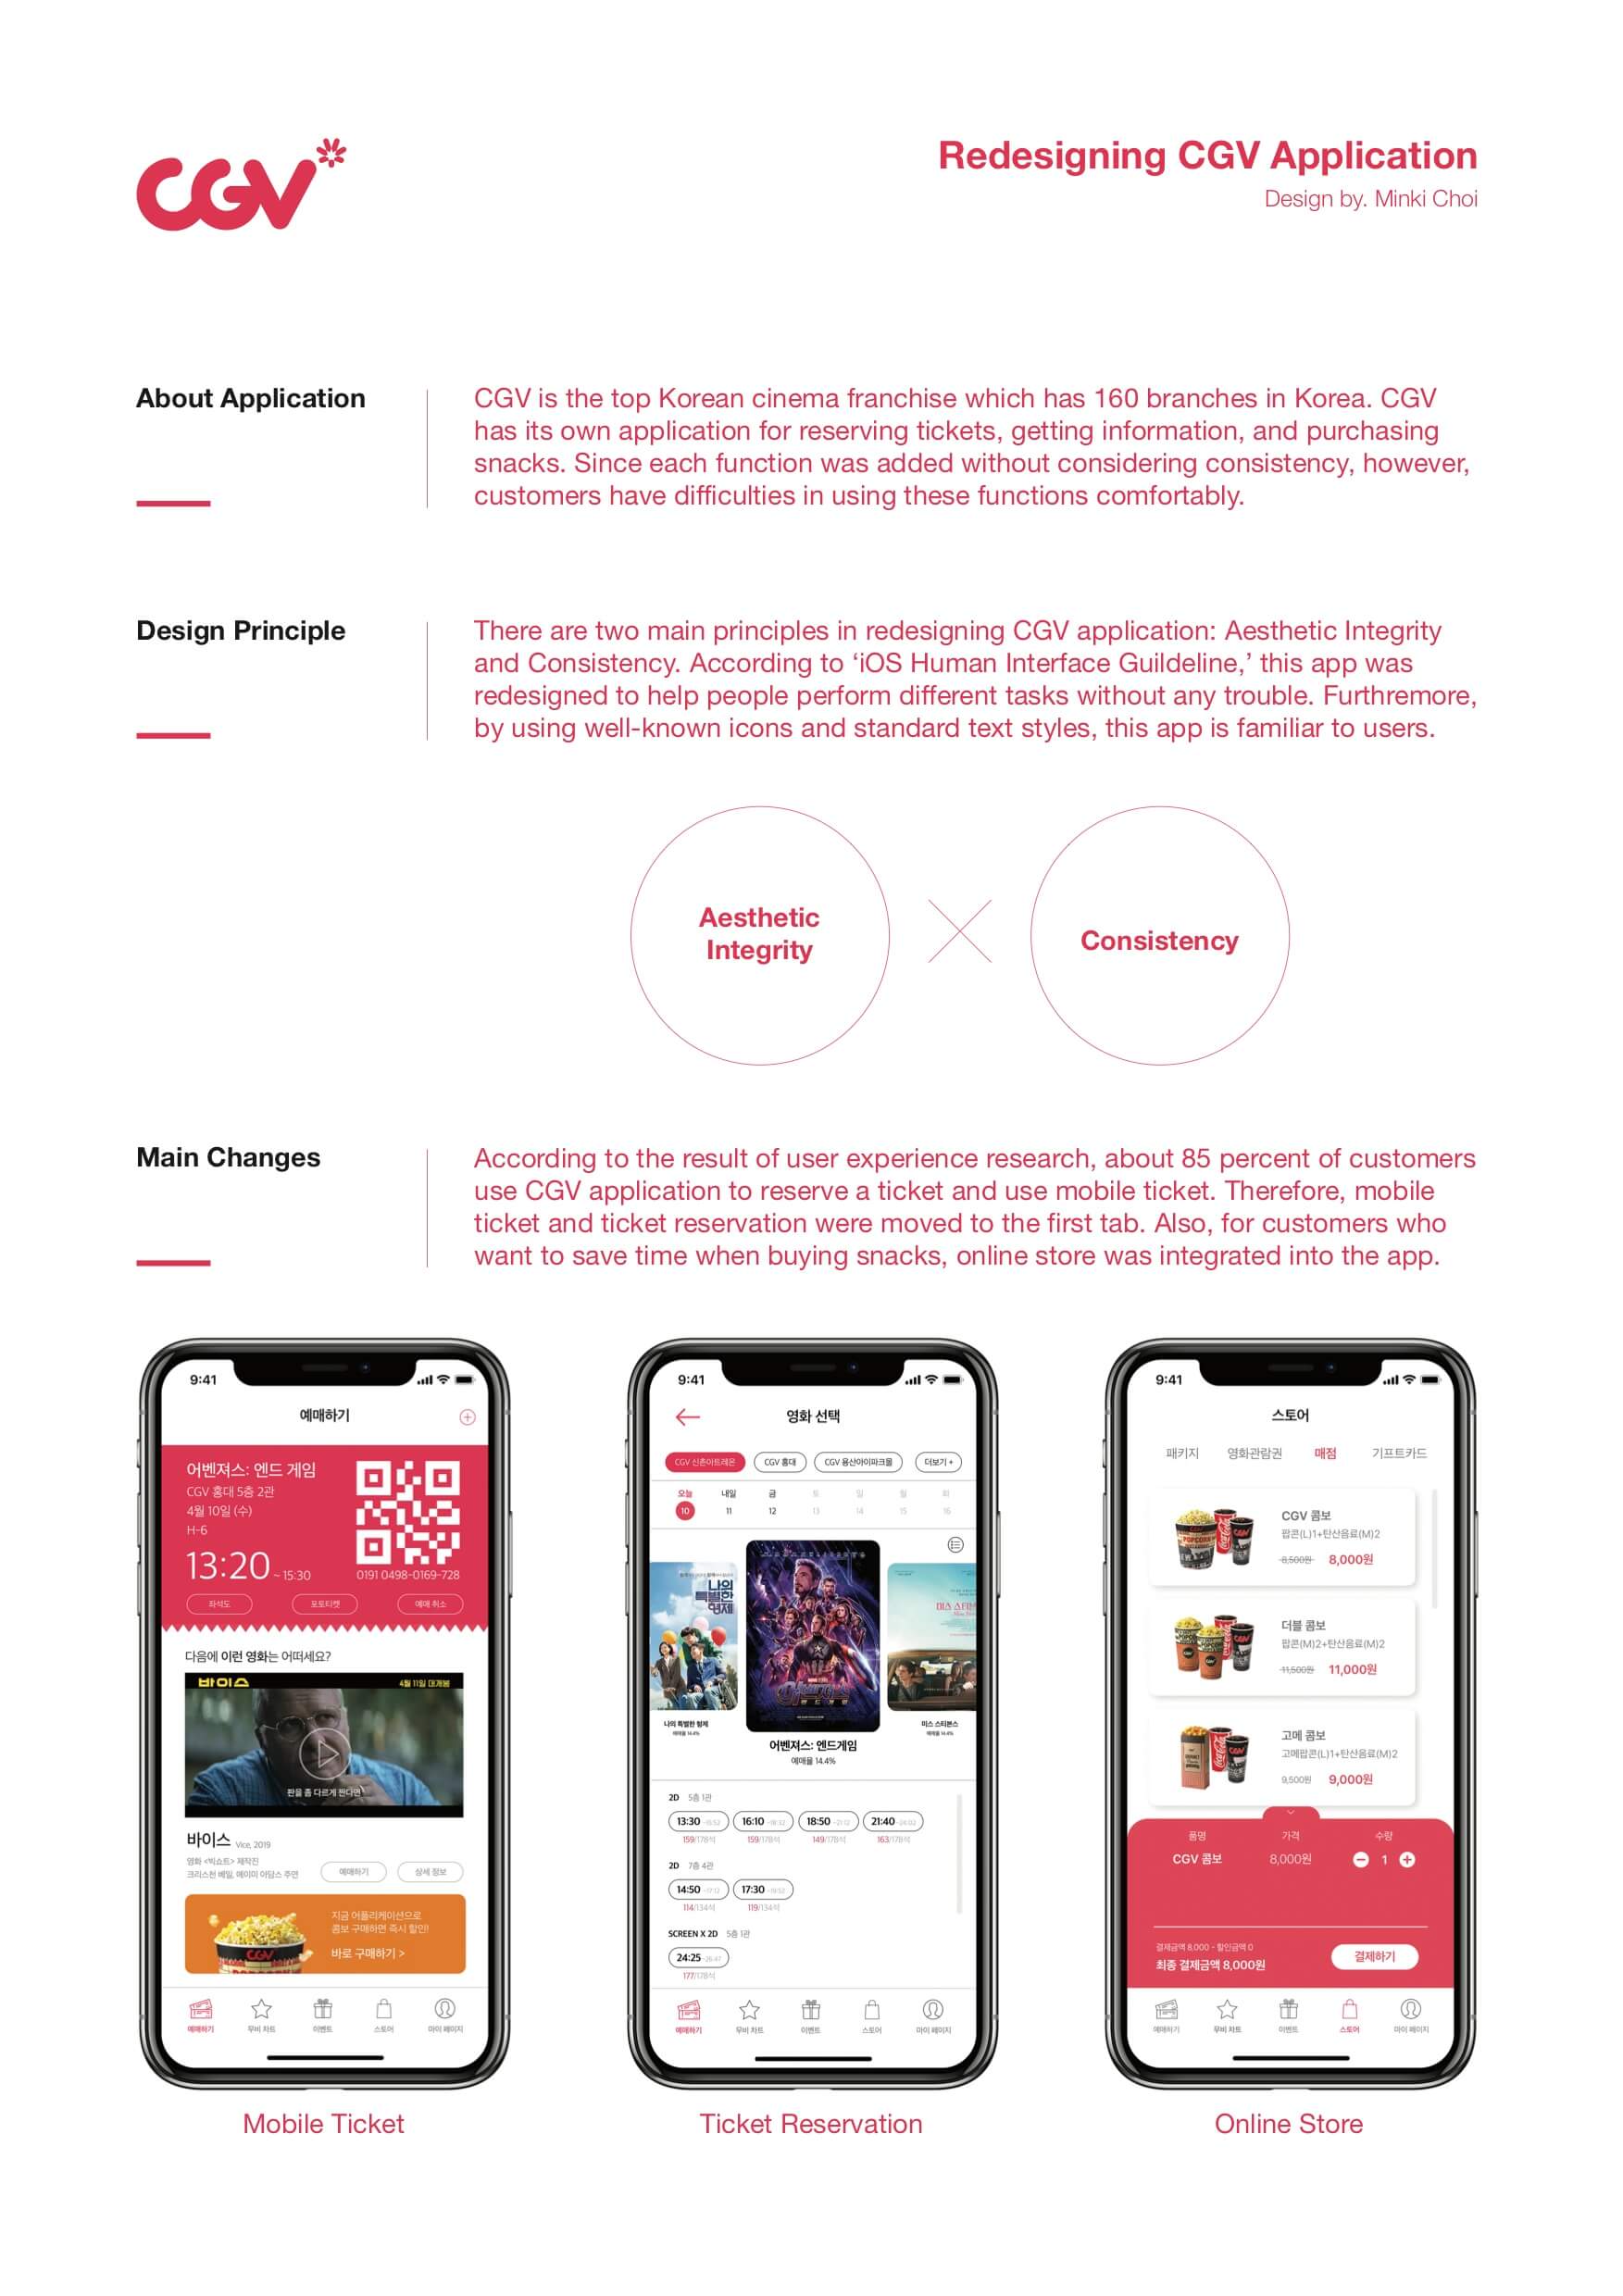 CGV
Redesigning CGV Application
Design by. Minki Choi
About Application
CGV is the top Korean cinema franchise which has 160 branches in Korea. CGV
has its own application for reserving tickets, getting information, and purchasing
snacks. Since each function was added without considering consistency, however,
customers have difficulties in using these functions comfortably.
Design Principle
There are two main principles in redesigning CGV application: Aesthetic Integrity
and Consistency. According to ‘iOS Human Interface Guildeline,’ this app was
redesigned to help people perform different tasks without any trouble. Furthremore,
by using well-known icons and standard text styles, this app is familiar to users.
Aesthetic
Integrity
Consistency
Main Changes
According to the result of user experience research, about 85 percent of customers
use CGV application to reserve a ticket and use mobile ticket. Therefore, mobile
ticket and ticket reservation were moved to the first tab. Also, for customers who
want to save time when buying snacks, online store was integrated into the app.
9:41
예매하기
어벤져스: 엔드 게임
CGV 홍대 5층 2관
4월 10일 (수)
H-6
13:20 ~ 15:30
0191 0498-0169-728
좌석도 포토티켓 예매 취소
다음에 이런 영화는 어떠세요?
바이스 4월 11일 대개봉
판을 좀 다르게 짠다면
바이스 Vice, 2019
영화 <빅쇼트> 제작진
크리스천 베일, 에이미 아담스 주연
예매하기 상세 정보
지금 어플리케이션으로
콤보 구매하면 즉시 할인!
바로 구매하기 >
CGV
예매하기 무비 차트 이벤트 스토어 마이 페이지
Mobile Ticket
9:41
영화 선택
CGV 신촌아트레온 CGV 홍대 CGV 용산아이파크몰 더보기 +
오늘 내일 금 토 일 월 화
10 11 12 13 14 15 16
나의
특별한
형제
미스 스티븐스
나의 특별한 형제
예매율 14.4%
미스 스티븐스
예매율 14.4%
어벤져스: 엔드게임
예매율 14.4%
2D 5층 1관
13:30 16:10 18:50 21:40
159/178석 159/178석 149/178석 163/178석
2D 7층 4관
14:50 17:30
114/134석 119/134석
SCREEN X 2D 5층 1관
24:25
177/178석
예매하기 무비 차트 이벤트 스토어 마이 페이지
Ticket Reservation
9:41
스토어
패키지 영화관람권 매점 기프트카드
CGV 콤보
팝콘(L)1+탄산음료(M)2
8,500원 8,000원
더블 콤보
팝콘(M)2+탄산음료(M)2
11,500원 11,000원
고메 콤보
고메팝콘(L)1+탄산음료(M)2
9,500원 9,000원
품명 가격 수량
CGV 콤보 8,000원 1
결제금액 8,000 - 할인금액 0
최종 결제금액 8,000원
결제하기
예매하기 무비 차트 이벤트 스토어 마이 페이지
Online Store